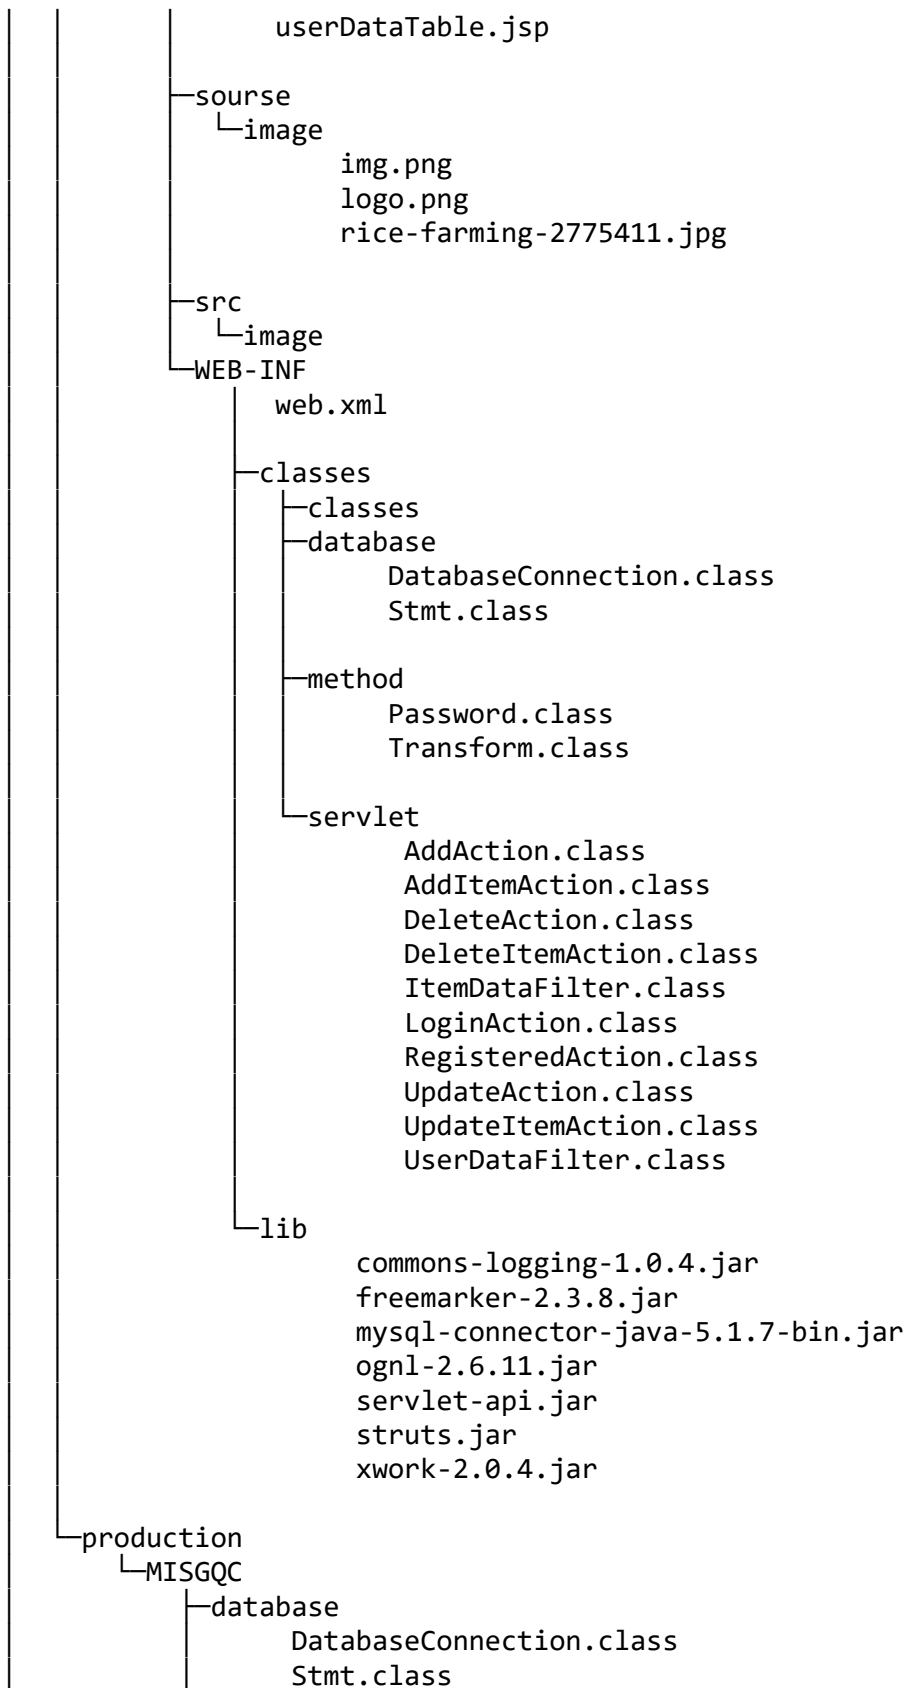 userDataTable.jsp
sourse
image
img.png
logo.png
rice-farming-2775411.jpg
src
image
WEB-INF
web.xml
classes
classes
database
DatabaseConnection.class
Stmt.class
method
Password.class
Transform.class
servlet
AddAction.class
AddItemAction.class
DeleteAction.class
DeleteItemAction.class
ItemDataFilter.class
LoginAction.class
RegisteredAction.class
UpdateAction.class
UpdateItemAction.class
UserDataFilter.class
lib
commons-logging-1.0.4.jar
freemarker-2.3.8.jar
mysql-connector-java-5.1.7-bin.jar
ognl-2.6.11.jar
servlet-api.jar
struts.jar
xwork-2.0.4.jar
production
MISGQC
database
DatabaseConnection.class
Stmt.class